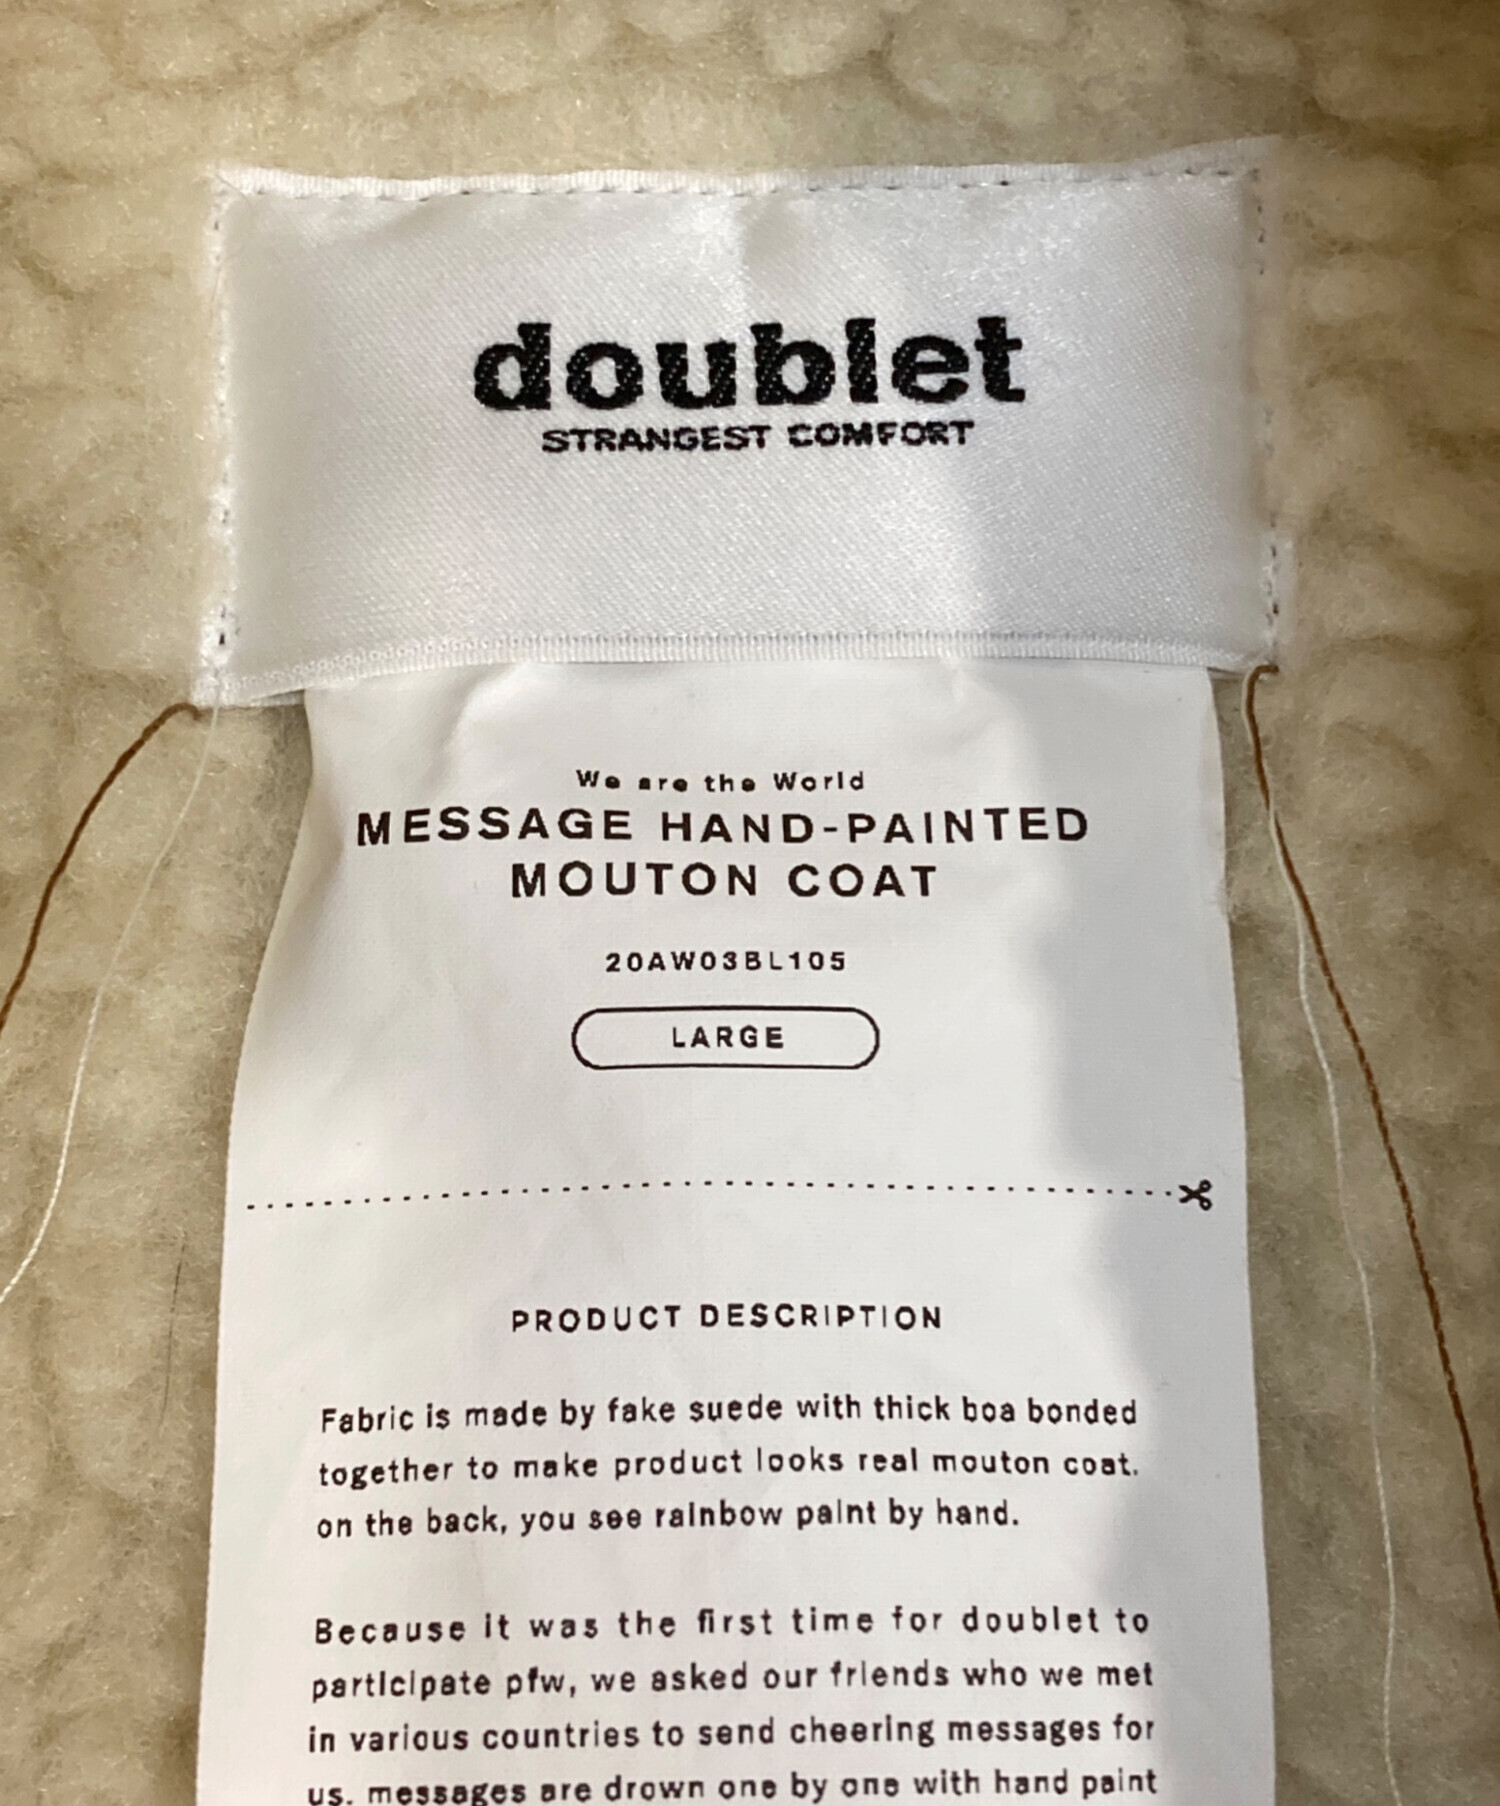 doublet
STRANGEST COMFORT
We are the World
MESSAGE HAND-PAINTED
MOUTON COAT
20AW03BL105
LARGE
PRODUCT DESCRIPTION
Fabric is made by fake suede with thick boa bonded
together to make product looks real mouton coat.
on the back, you see rainbow paint by hand.
Because it was the first time for doublet to
participate pfw, we asked our friends who we met
in various countries to send cheering messages for
us. messages are drown one by one with hand paint